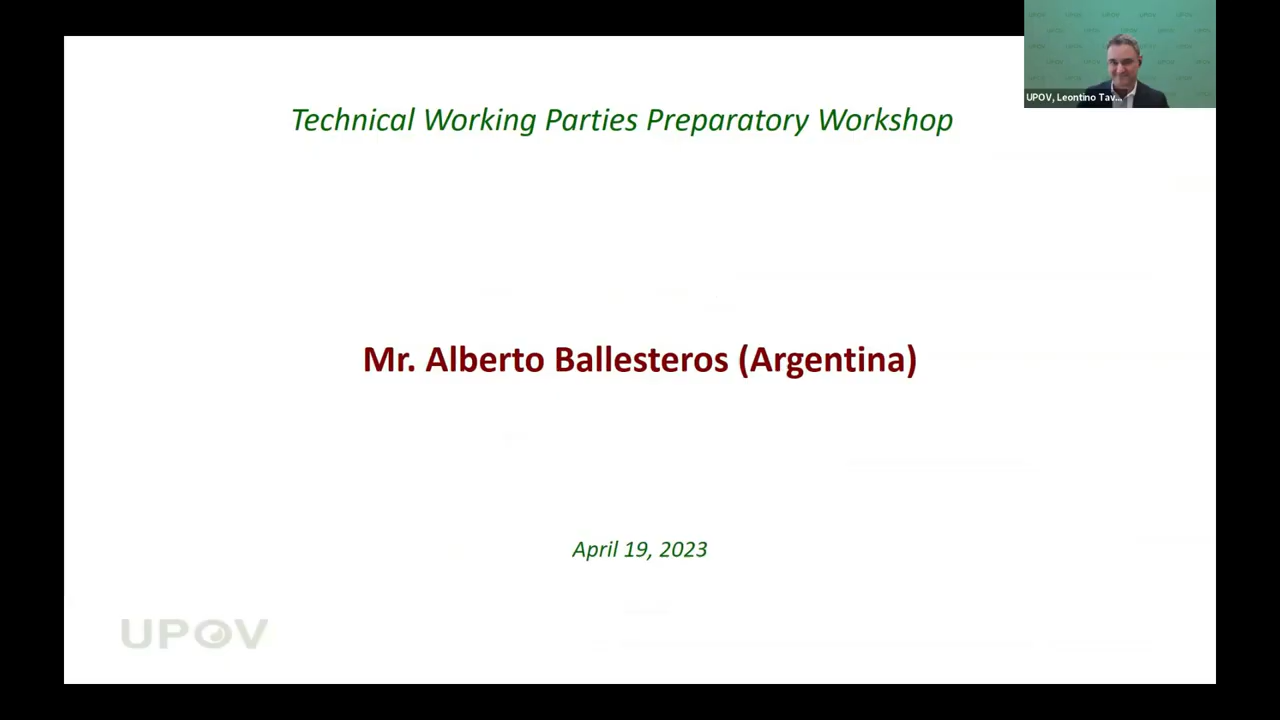 Technical Working Parties Preparatory Workshop
UPOV, Leontino Tav...
Mr. Alberto Ballesteros (Argentina)
April 19, 2023
UPOV